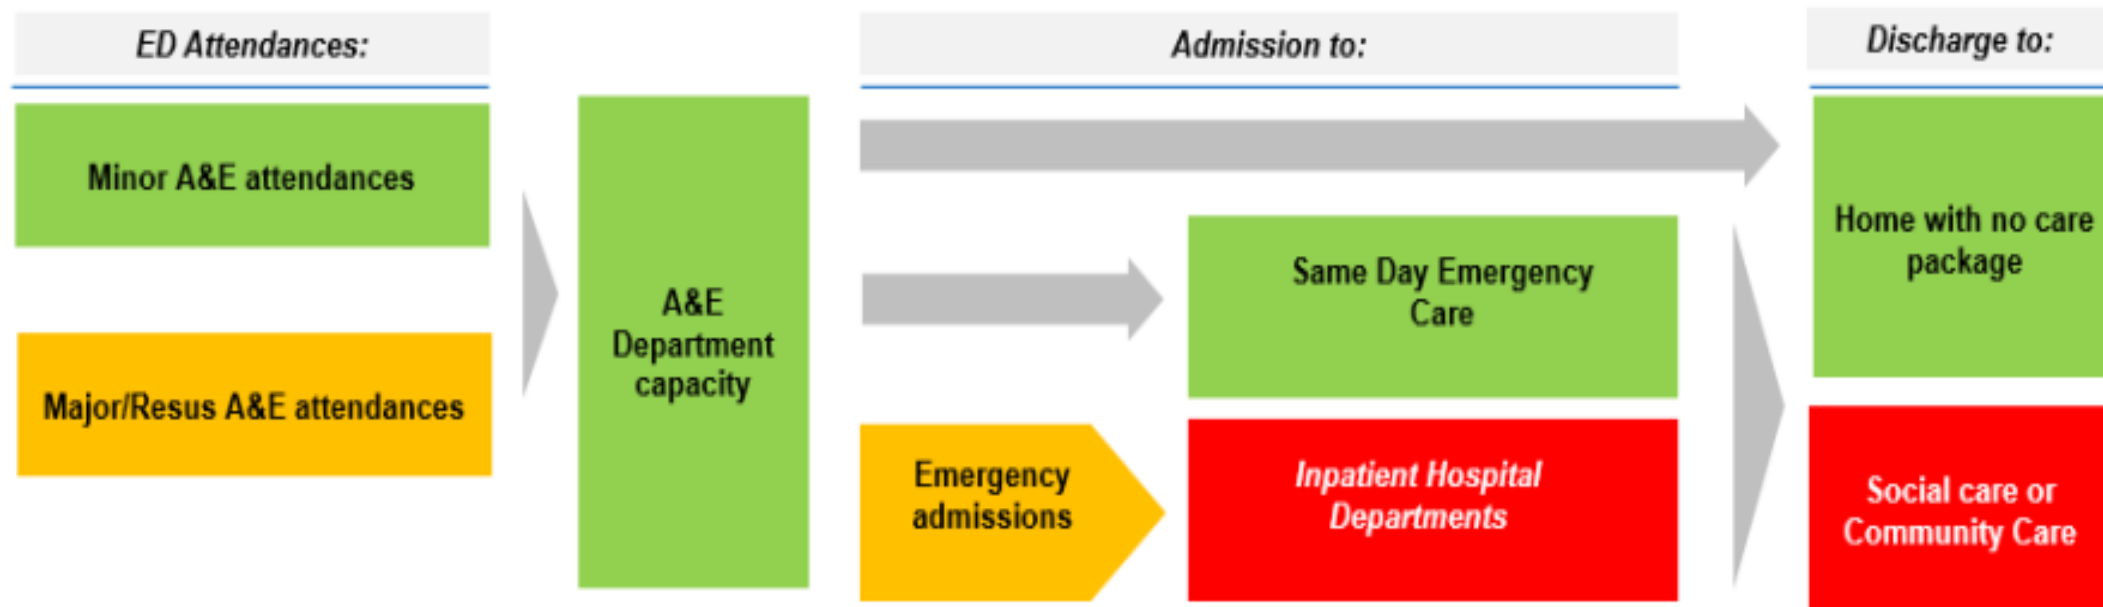 ED Attendances:
Admission to:
Discharge to:
Minor A&E attendances
Major/Resus A&E attendances
A&E
Department
capacity
Same Day Emergency
Care
Emergency
admissions
Inpatient Hospital
Departments
Home with no care
package
Social care or
Community Care